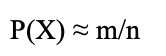 P(X) ≈ m/n